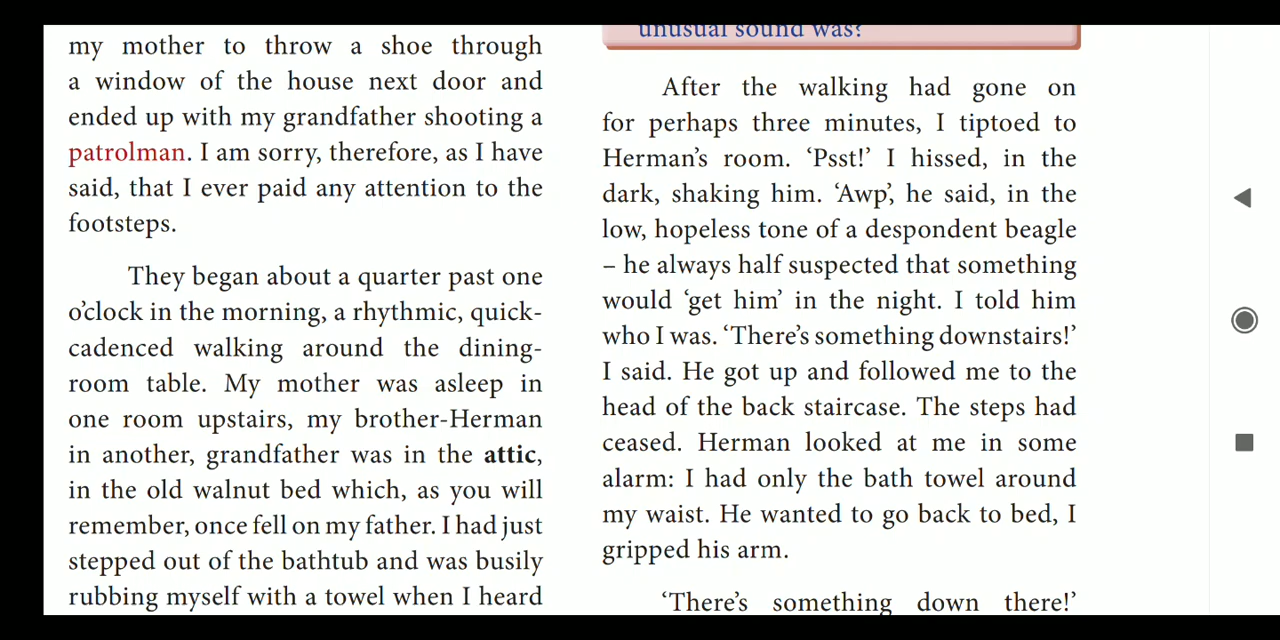 my mother to throw a shoe through
a window of the house next door and
ended up with my grandfather shooting a
patrolman. I am sorry, therefore, as I have
said, that I ever paid any attention to the
footsteps.
They began about a quarter past one
o'clock in the morning, a rhythmic, quick-
cadenced walking around the dining-
room table. My mother was asleep in
one room upstairs, my brother-Herman
in another, grandfather was in the attic,
in the old walnut bed which, as you will
remember, once fell on my father. I had just
stepped out of the bathtub and was busily
rubbing myself with a towel when I heard
unusual sound was?
After the walking had gone on
for perhaps three minutes, I tiptoed to
Herman's room. ‘Psst!’ I hissed, in the
dark, shaking him. ‘Awp’, he said, in the
low, hopeless tone of a despondent beagle
– he always half suspected that something
would ‘get him’ in the night. I told him
who I was. ‘There's something downstairs!’
I said. He got up and followed me to the
head of the back staircase. The steps had
ceased. Herman looked at me in some
alarm: I had only the bath towel around
my waist. He wanted to go back to bed, I
gripped his arm.
‘There's something down there!’